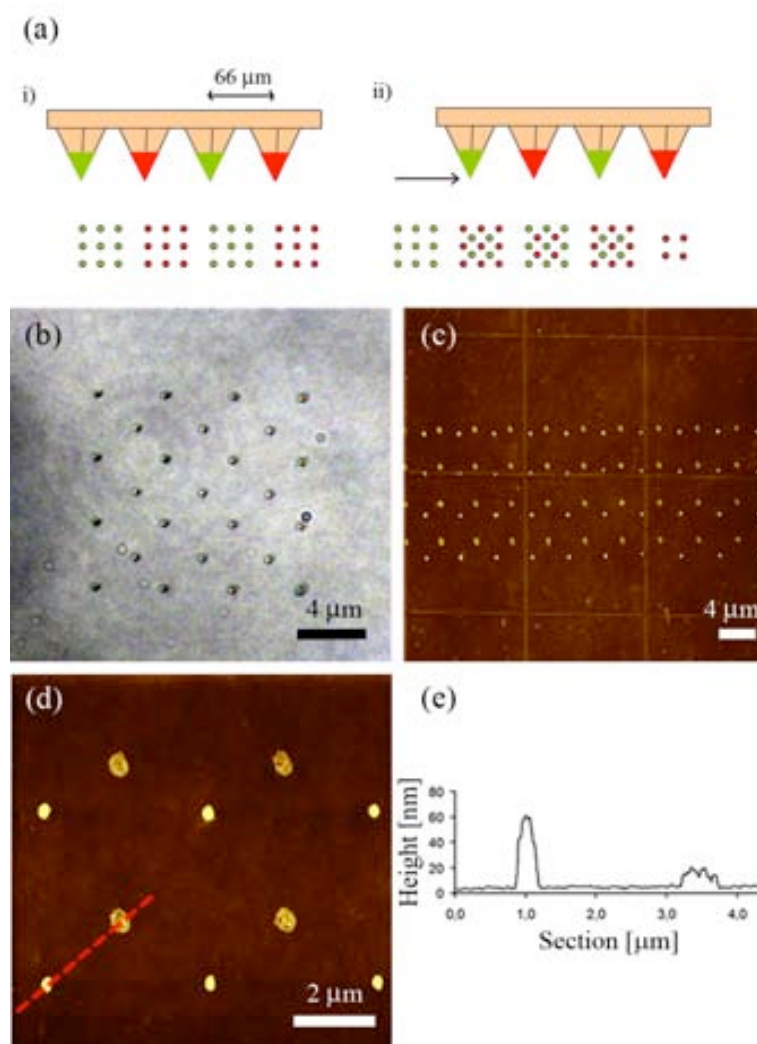 (a)
66 µm
i)
ii)
(b)
4 µm
(c)
4 µm
(d)
2 µm
(e)
Height [nm]
80
60
40
20
0
0,0 1,0 2,0 3,0 4,0
Section [µm]